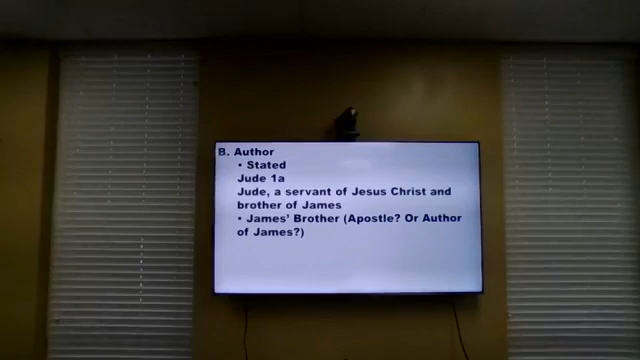 B. Author
• Stated
Jude 1a
Jude, a servant of Jesus Christ and
brother of James
• James' Brother (Apostle? Or Author
of James?)